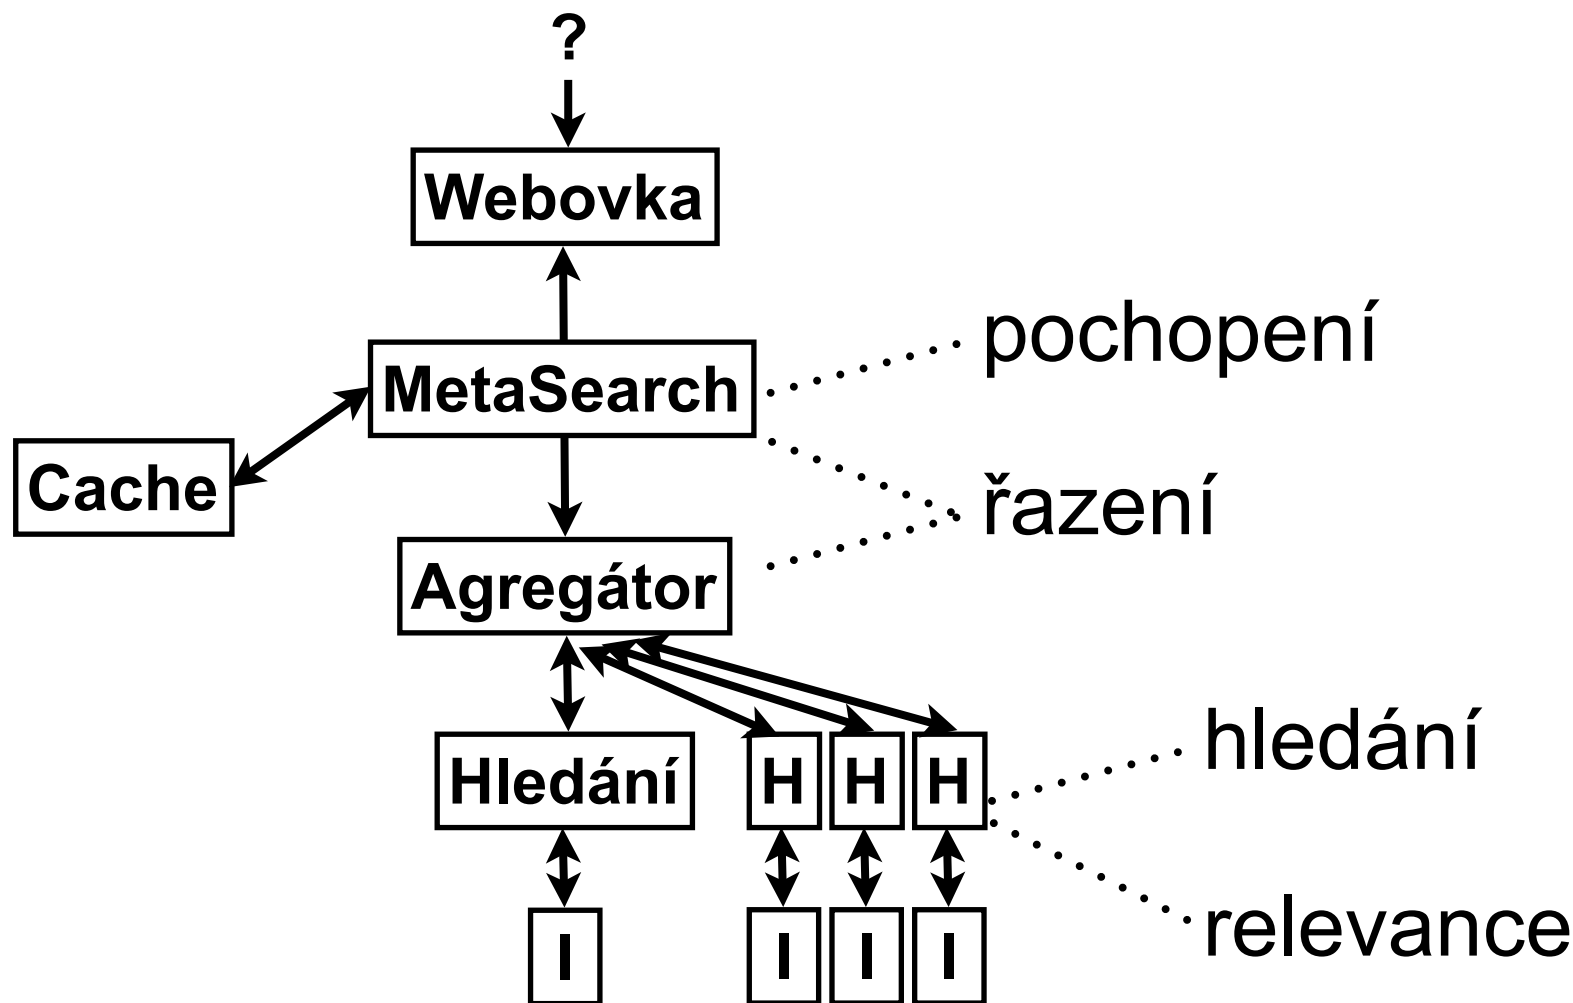 ?
Webovka
pochopení
MetaSearch
Cache
řazení
Agregátor
hledání
Hledání H H H
relevance
I I I I